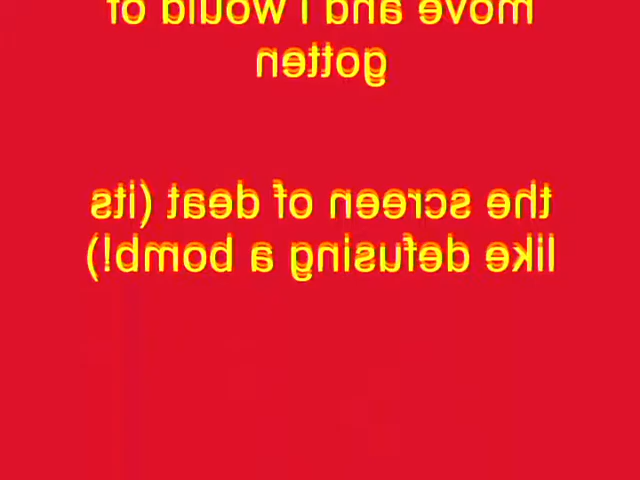 move and I would of
gotten
the screen of deat (its
like defusing a bomb!)